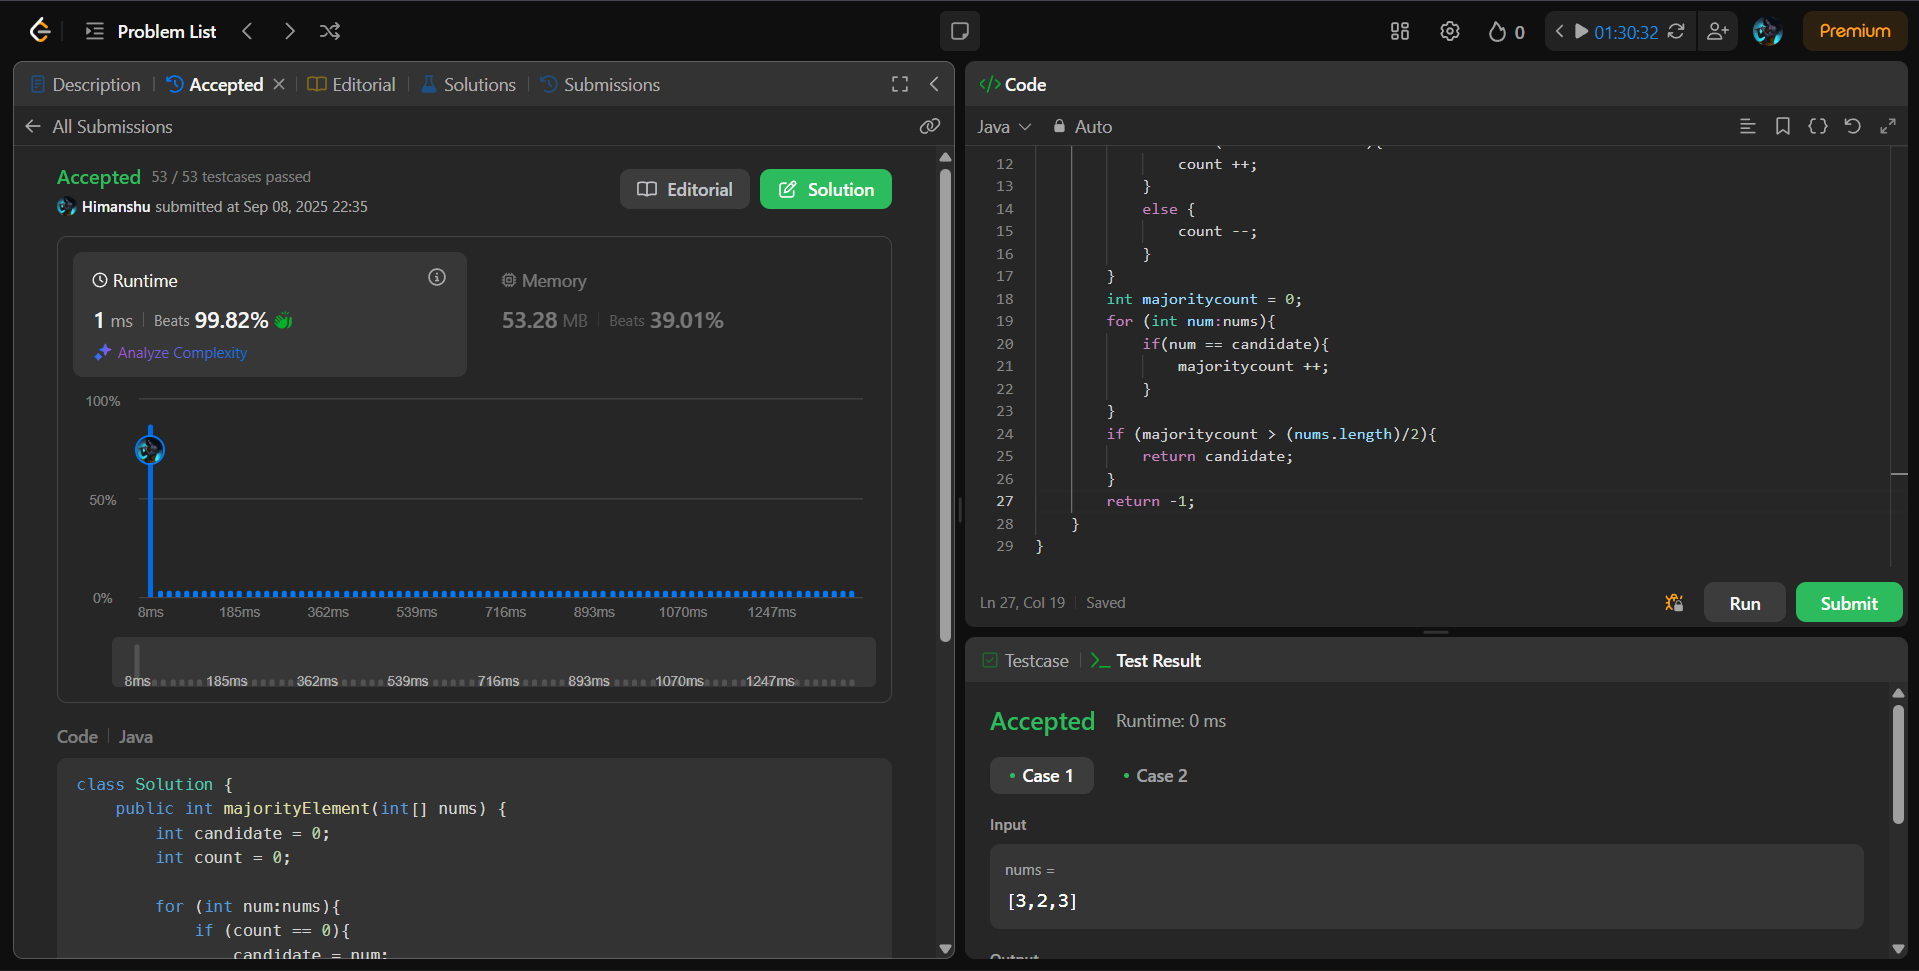 Problem List
0
01:30:32
Premium
Description
Accepted
Editorial
Solutions
Submissions
All Submissions
Accepted 53 / 53 testcases passed
Himanshu submitted at Sep 08, 2025 22:35
Editorial
Solution
Runtime
1 ms Beats 99.82%
Analyze Complexity
Memory
53.28 MB Beats 39.01%
100%
50%
0%
8ms 185ms 362ms 539ms 716ms 893ms 1070ms 1247ms
8ms 185ms 362ms 539ms 716ms 893ms 1070ms 1247ms
Code Java
class Solution {
public int majorityElement(int[] nums) {
int candidate = 0;
int count = 0;
for (int num:nums){
if (count == 0){
candidate = num;
</> Code
Java Auto
12 count ++;
13 }
14 else {
15 count --;
16 }
17 }
18 int majoritycount = 0;
19 for (int num:nums){
20 if(num == candidate){
21 majoritycount ++;
22 }
23 }
24 if (majoritycount > (nums.length)/2){
25 return candidate;
26 }
27 return -1;
28 }
29 }
Ln 27, Col 19 Saved
Run
Submit
Testcase
Test Result
Accepted Runtime: 0 ms
Case 1
Case 2
Input
nums =
[3,2,3]
Output